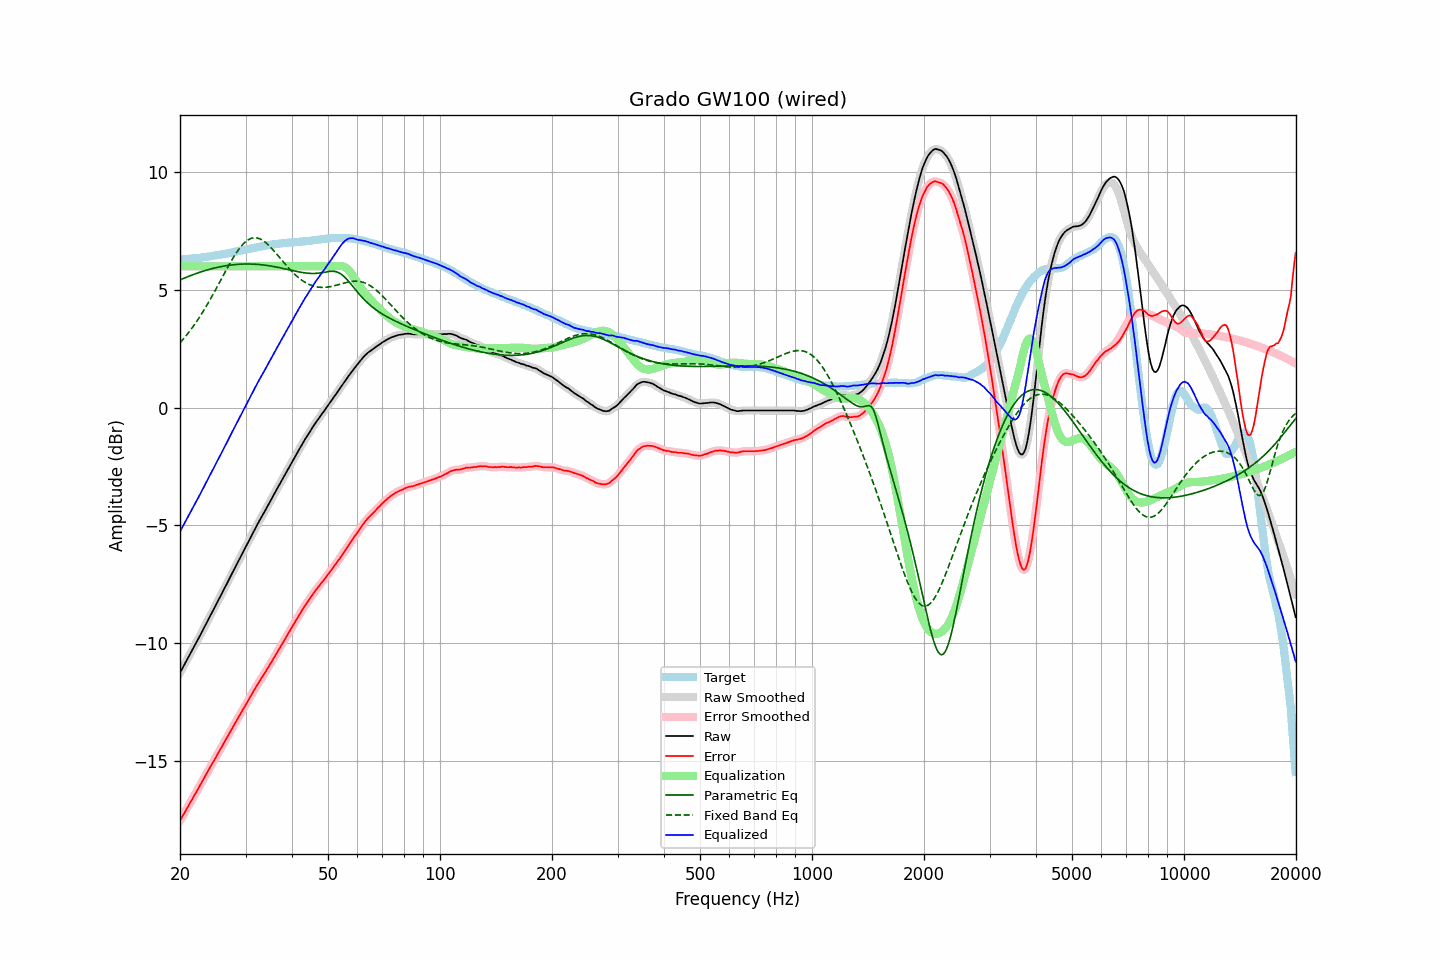 Grado GW100 (wired)
Amplitude (dBr)
10
5
0
−5
−10
−15
Target
Raw Smoothed
Error Smoothed
Raw
Error
Equalization
Parametric Eq
Fixed Band Eq
Equalized
20 50 100 200 500 1000 2000 5000 10000 20000
Frequency (Hz)